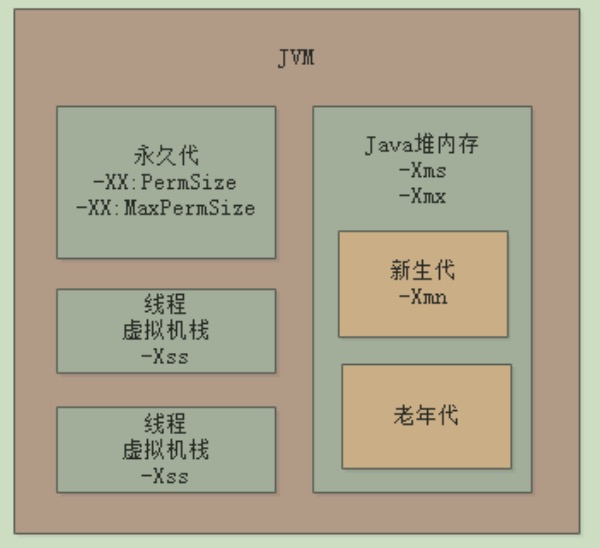 JVM
永久代
-XX:PermSize
-XX:MaxPermSize
线程
虚拟机栈
-Xss
线程
虚拟机栈
-Xss
Java堆内存
-Xms
-Xmx
新生代
-Xmn
老年代